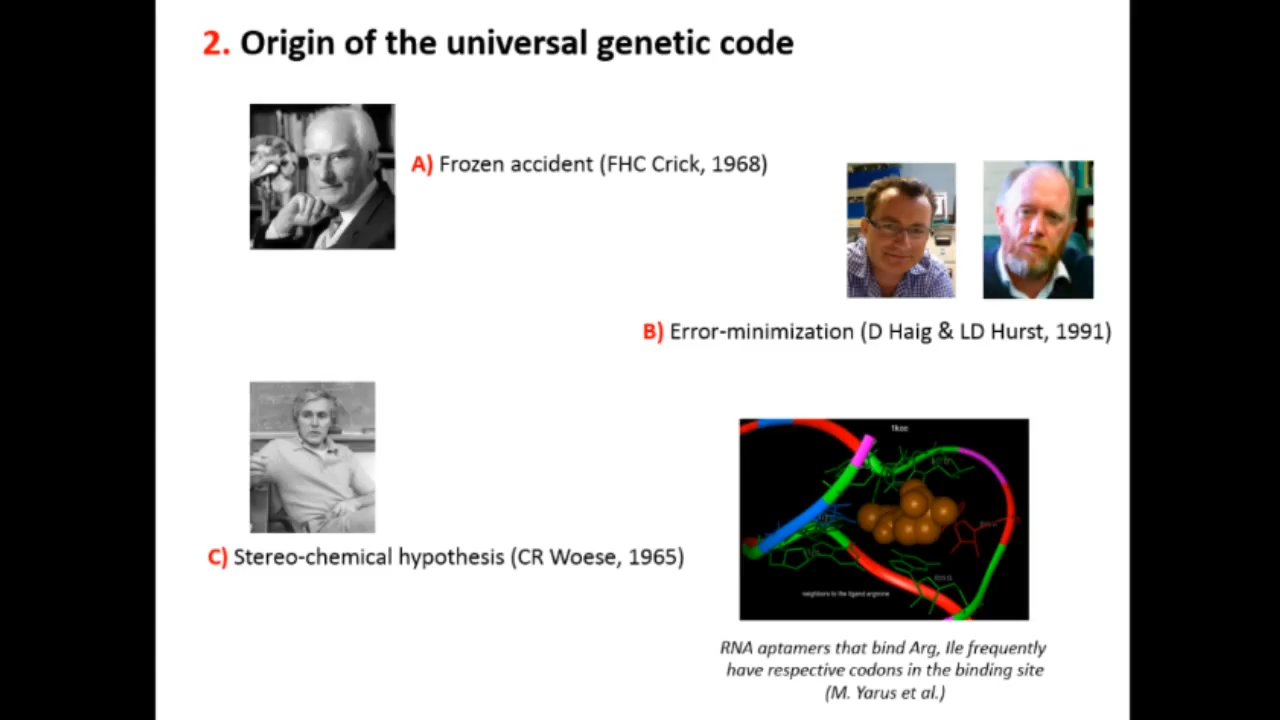 2. Origin of the universal genetic code
A) Frozen accident (FHC Crick, 1968)
B) Error-minimization (D Haig & LD Hurst, 1991)
C) Stereo-chemical hypothesis (CR Woese, 1965)
neighbors to the ligand arginine
RNA aptamers that bind Arg, Ile frequently
have respective codons in the binding site
(M. Yarus et al.)